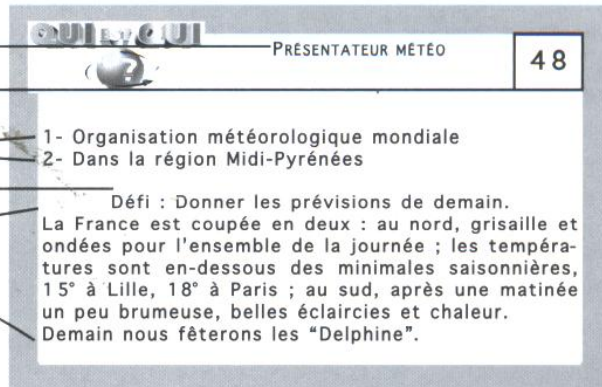 QUI EST QUI
?
PRÉSENTATEUR MÉTÉO
48
1- Organisation météorologique mondiale
2- Dans la région Midi-Pyrénées
Défi : Donner les prévisions de demain.
La France est coupée en deux : au nord, grisaille et
ondées pour l'ensemble de la journée ; les tempéra-
tures sont en-dessous des minimales saisonnières,
15° à Lille, 18° à Paris ; au sud, après une matinée
un peu brumeuse, belles éclaircies et chaleur.
Demain nous fêterons les “Delphine”.